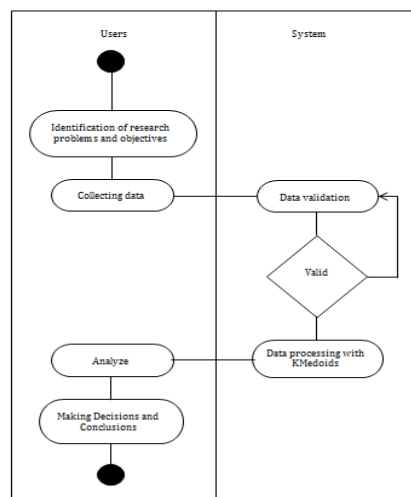 Users
System
Identification of research
problems and objectives
Collecting data
Data validation
Valid
Data processing with
KMedoids
Analyze
Making Decisions and
Conclusions